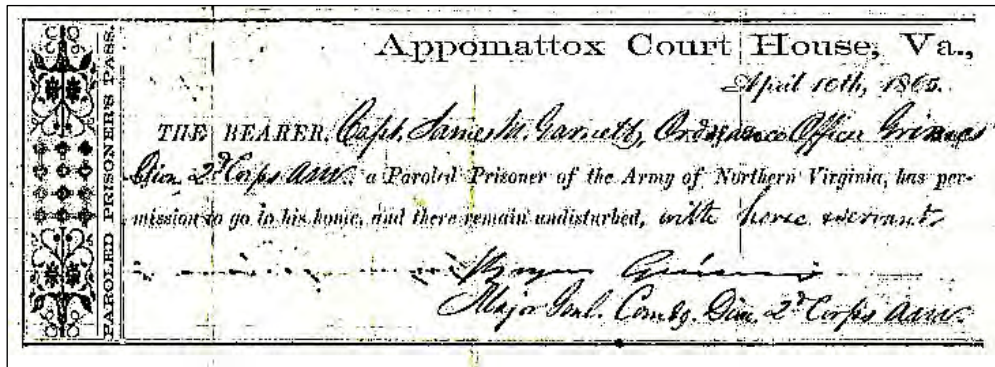 PAROLED PRISONER'S PASS.
Appomattox Court House, Va.,
April 10th, 1865.
THE BEARER, Capt. James M. Garnett, Ordnance Officer Grimes'
Div. 2d Corps ANV. a Paroled Prisoner of the Army of Northern Virginia, has per-
mission to go to his home, and there remain undisturbed, with horse & servant
Bryan Grimes
Major Genl. Comdg. Div. 2d Corps ANV.